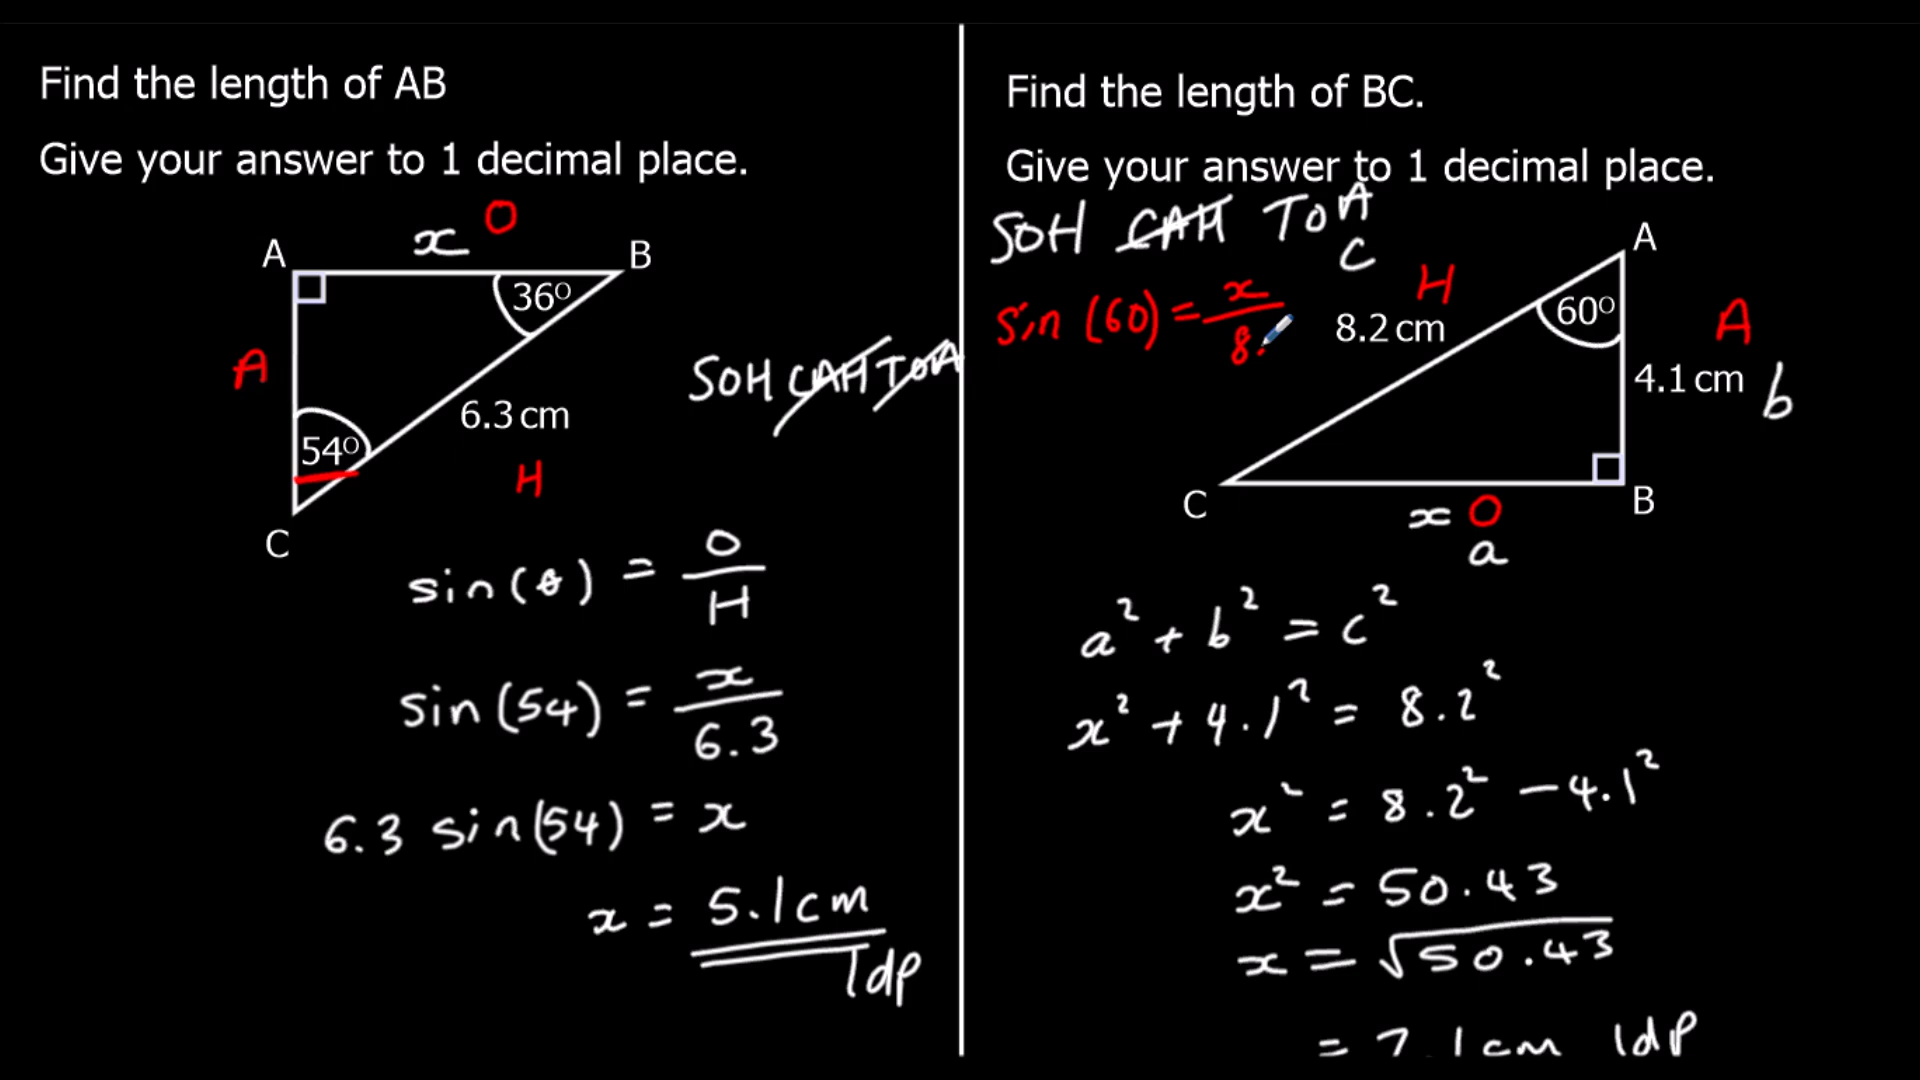 Find the length of AB
Give your answer to 1 decimal place.
x O
A
B
36°
A
54°
6.3 cm
H
C
SOH CAH TOA
sin(θ) = O/H
sin(54) = x/6.3
6.3 sin(54) = x
x = 5.1cm
1dp
Find the length of BC.
Give your answer to 1 decimal place.
SOH CAH TOA
C
H
A
sin (60) = x/8.
8.2 cm
60°
A
4.1 cm b
C
B
x O
a
a² + b² = c²
x² + 4.1² = 8.2²
x² = 8.2² - 4.1²
x² = 50.43
x = √50.43
= 7.1cm 1dp